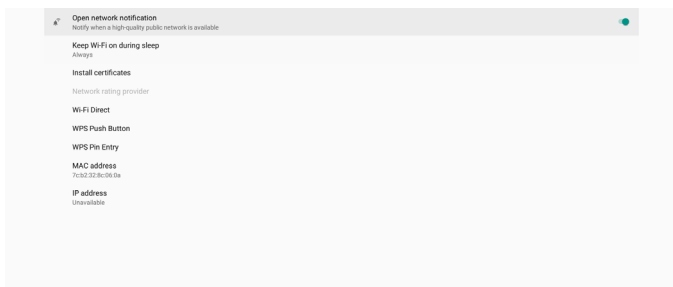 Open network notification
Notify when a high-quality public network is available
Keep Wi-Fi on during sleep
Always
Install certificates
Network rating provider
Wi-Fi Direct
WPS Push Button
WPS Pin Entry
MAC address
7c:b2:32:8c:06:0a
IP address
Unavailable